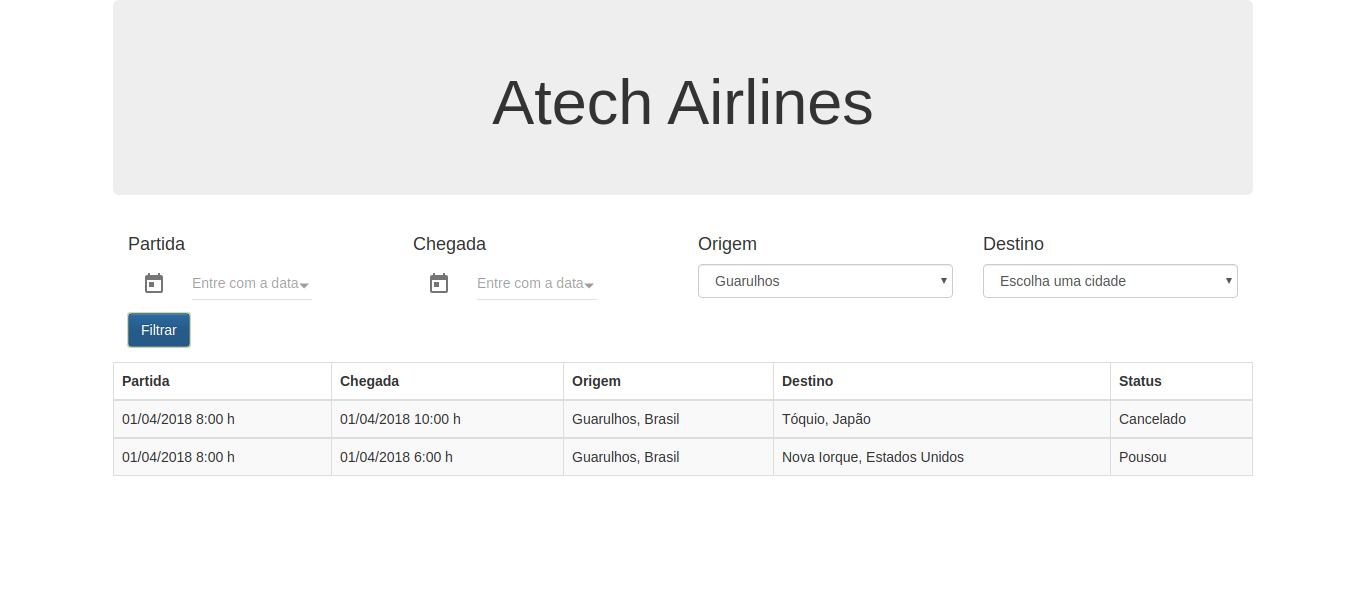 Atech Airlines
Partida Chegada Origem Destino
Entre com a data Entre com a data Guarulhos Escolha uma cidade
Filtrar
Partida Chegada Origem Destino Status
01/04/2018 8:00 h 01/04/2018 10:00 h Guarulhos, Brasil Tóquio, Japão Cancelado
01/04/2018 8:00 h 01/04/2018 6:00 h Guarulhos, Brasil Nova Iorque, Estados Unidos Pousou